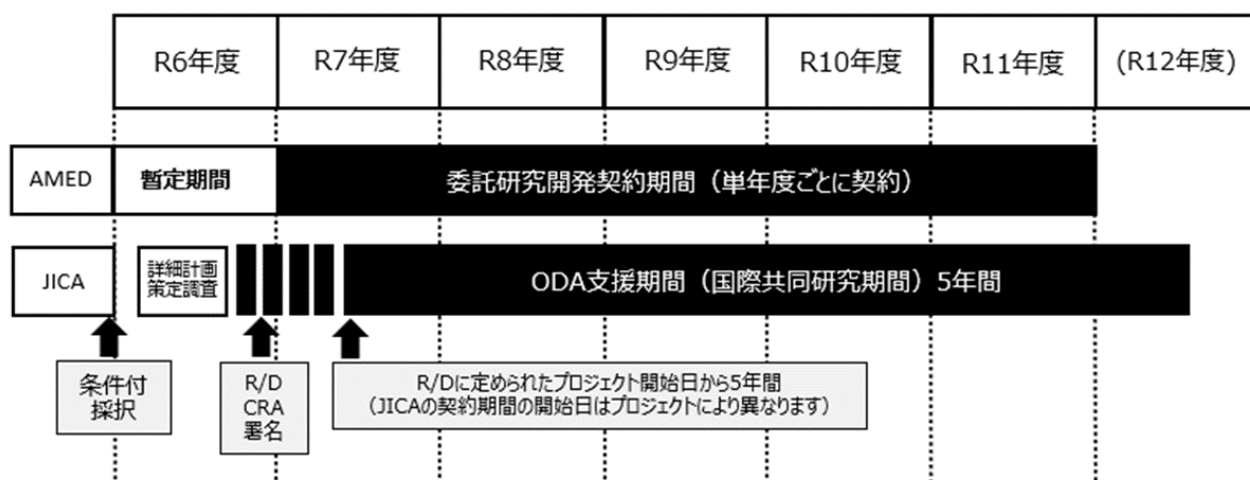 R6年度
R7年度
R8年度
R9年度
R10年度
R11年度
(R12年度)
AMED
暫定期間
委託研究開発契約期間（単年度ごとに契約）
JICA
詳細計画
策定調査
ODA支援期間（国際共同研究期間）5年間
条件付
採択
R/D
CRA
署名
R/Dに定められたプロジェクト開始日から5年間
（JICAの契約期間の開始日はプロジェクトにより異なります）